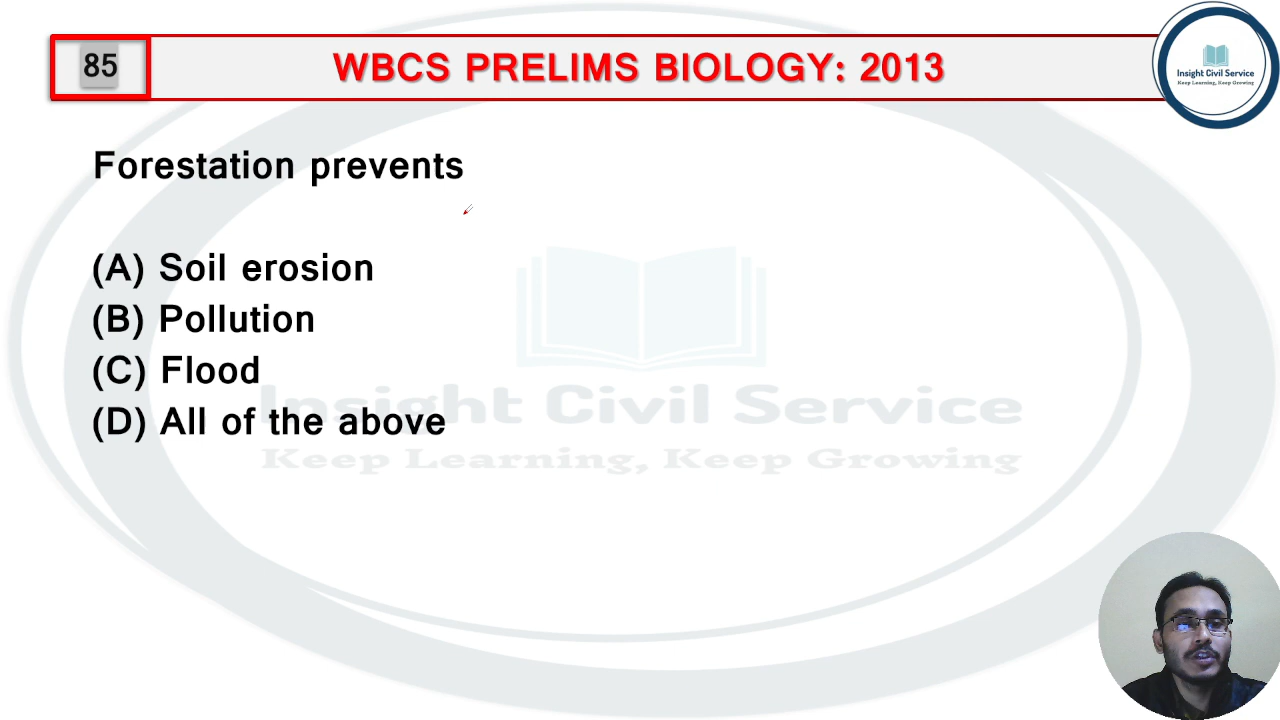 85
WBCS PRELIMS BIOLOGY: 2013
Insight Civil Service
Keep Learning, Keep Growing
Forestation prevents
(A) Soil erosion
(B) Pollution
(C) Flood
(D) All of the above
Insight Civil Service
Keep Learning, Keep Growing